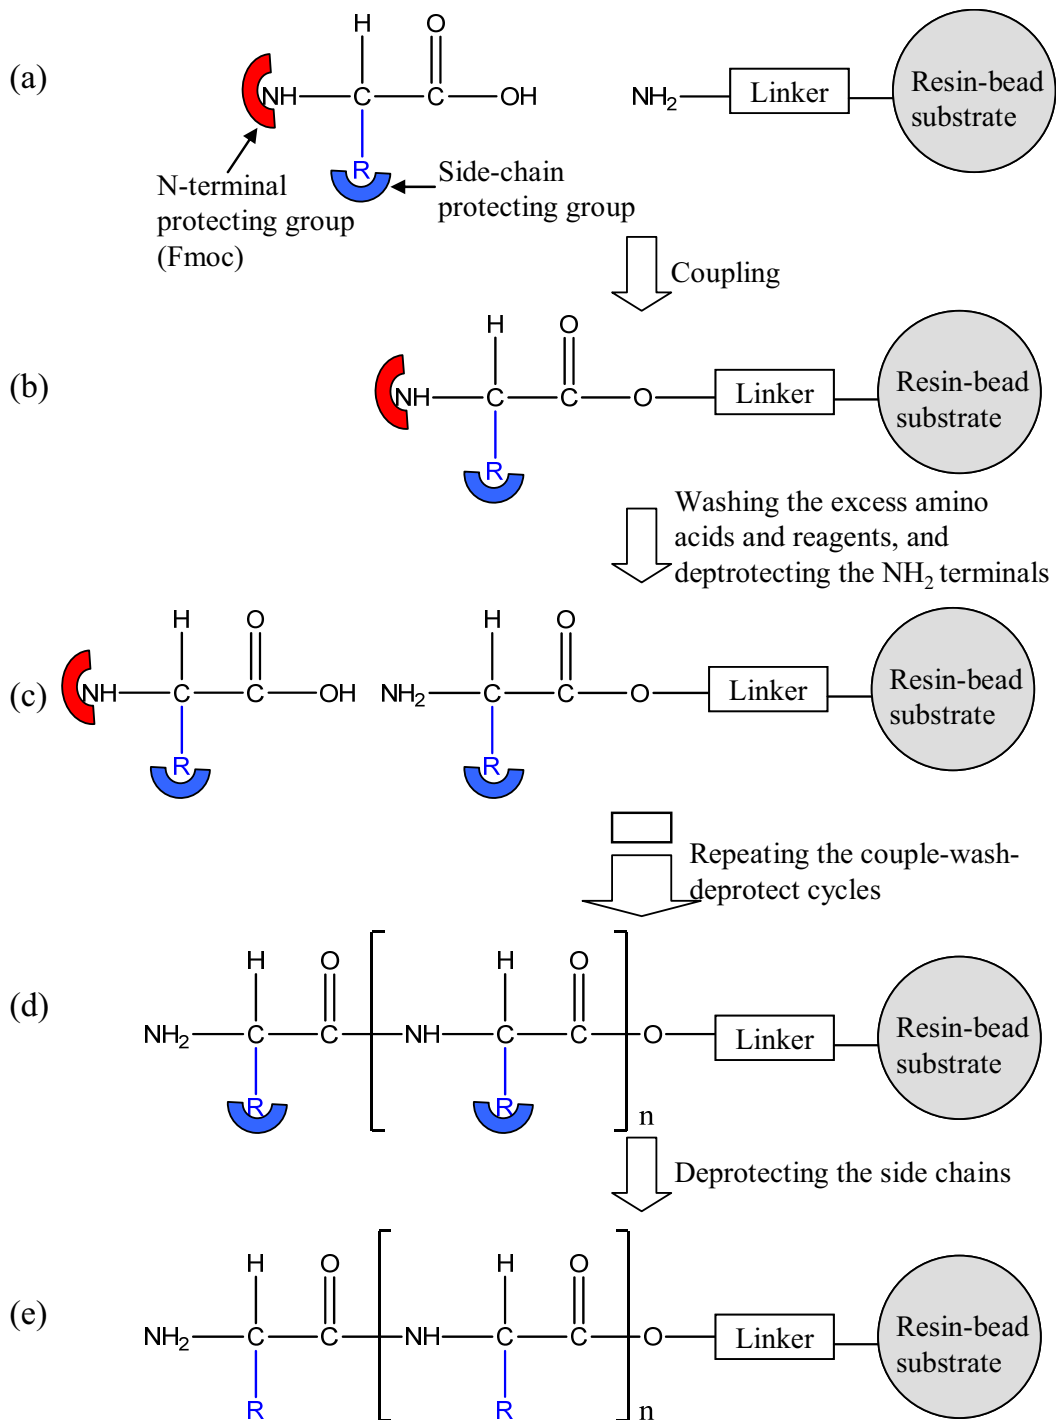 (a)
H
O
NH
C
C
OH
R
NH2
Linker
Resin-bead
substrate
N-terminal
protecting group
(Fmoc)
Side-chain
protecting group
Coupling
(b)
H
O
NH
C
C
O
R
Linker
Resin-bead
substrate
Washing the excess amino
acids and reagents, and
deptrotecting the NH2 terminals
(c)
H
O
NH
C
C
OH
R
H
O
NH2
C
C
O
R
Linker
Resin-bead
substrate
Repeating the couple-wash-
deprotect cycles
(d)
H
O
H
O
NH2
C
C
NH
C
C
O
R
R
n
Linker
Resin-bead
substrate
Deprotecting the side chains
(e)
H
O
H
O
NH2
C
C
NH
C
C
O
R
R
n
Linker
Resin-bead
substrate